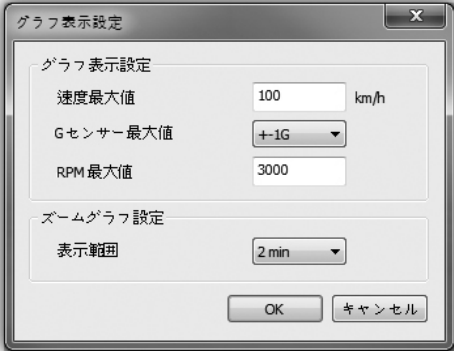 グラフ表示設定
グラフ表示設定
速度最大値 100 km/h
Gセンサー最大値 +-1G
RPM最大値 3000
ズームグラフ設定
表示範囲 2 min
OK キャンセル